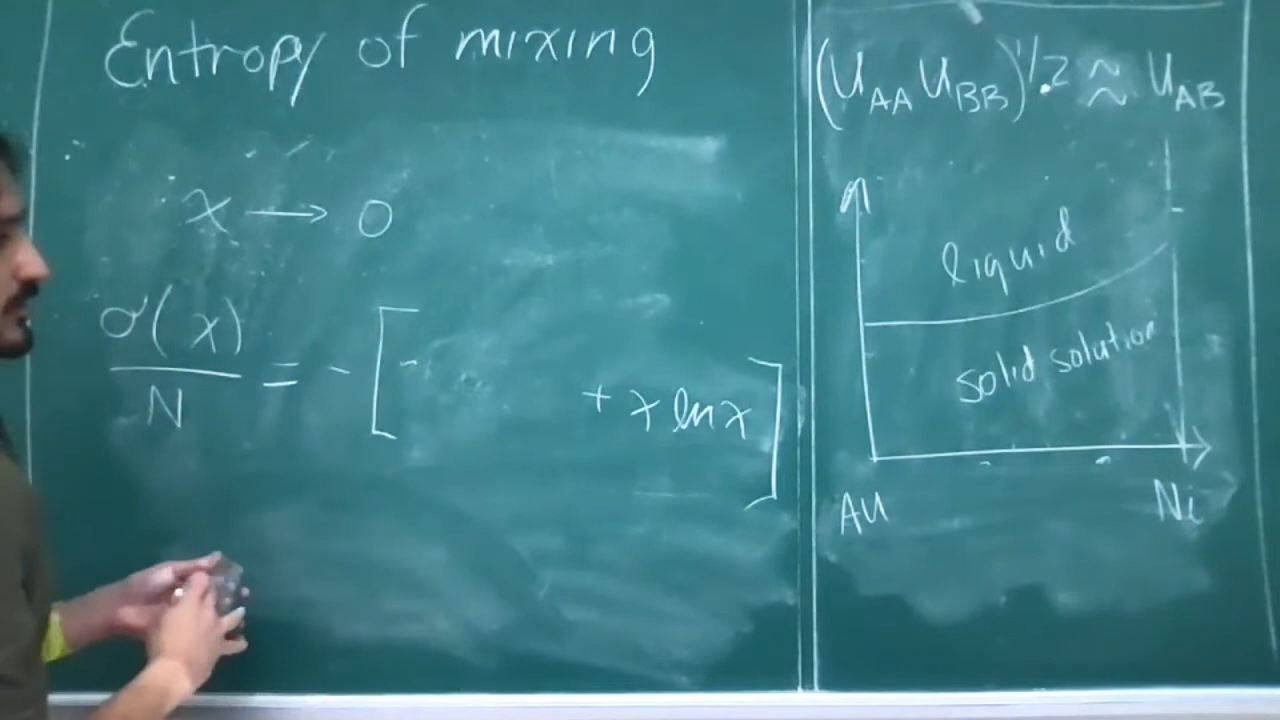 Entropy of mixing
x → 0
σ(x) / N = - [ - + x ln x ]
(U_AA U_BB)^1/2 ≈ U_AB
liquid
solid solution
Au Ni